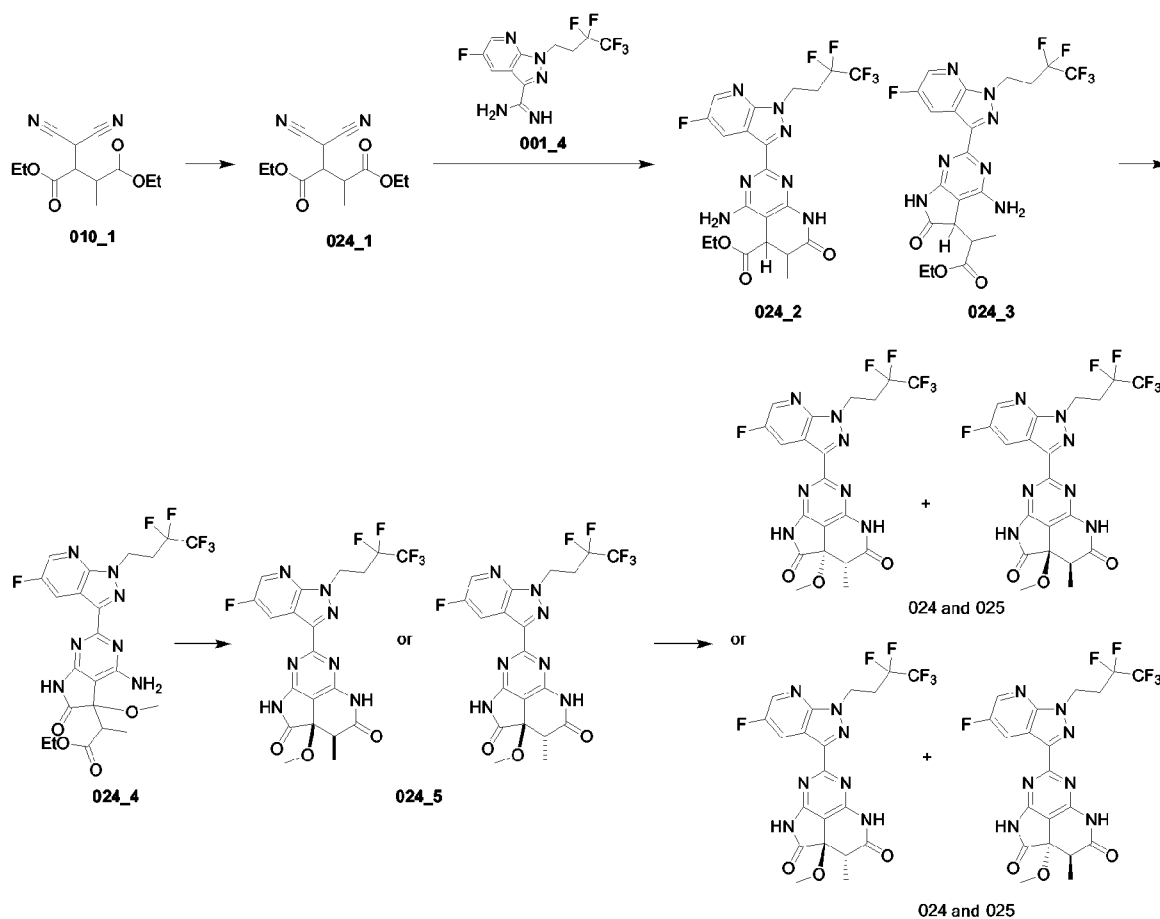 N N
O
EtO
OEt
O
010_1
N N
O
EtO
OEt
O
024_1
F F
CF3
N
N
F
N
H2N NH
001_4
F F
CF3
N
N
F
N
N N
H2N NH
EtO
O H O
024_2
F F
CF3
N
N
F
N
N N
HN NH2
O H
EtO O
024_3
F F
CF3
N
N
F
N
N N
HN NH2
O O
EtO
O
024_4
F F
CF3
N
N
F
N
N N
HN NH
O O
O
or
F F
CF3
N
N
F
N
N N
HN NH
O O
O
024_5
F F
CF3
N
N
F
N
N N
HN NH
O O
O
+
F F
CF3
N
N
F
N
N N
HN NH
O O
O
024 and 025
or
F F
CF3
N
N
F
N
N N
HN NH
O O
O
+
F F
CF3
N
N
F
N
N N
HN NH
O O
O
024 and 025